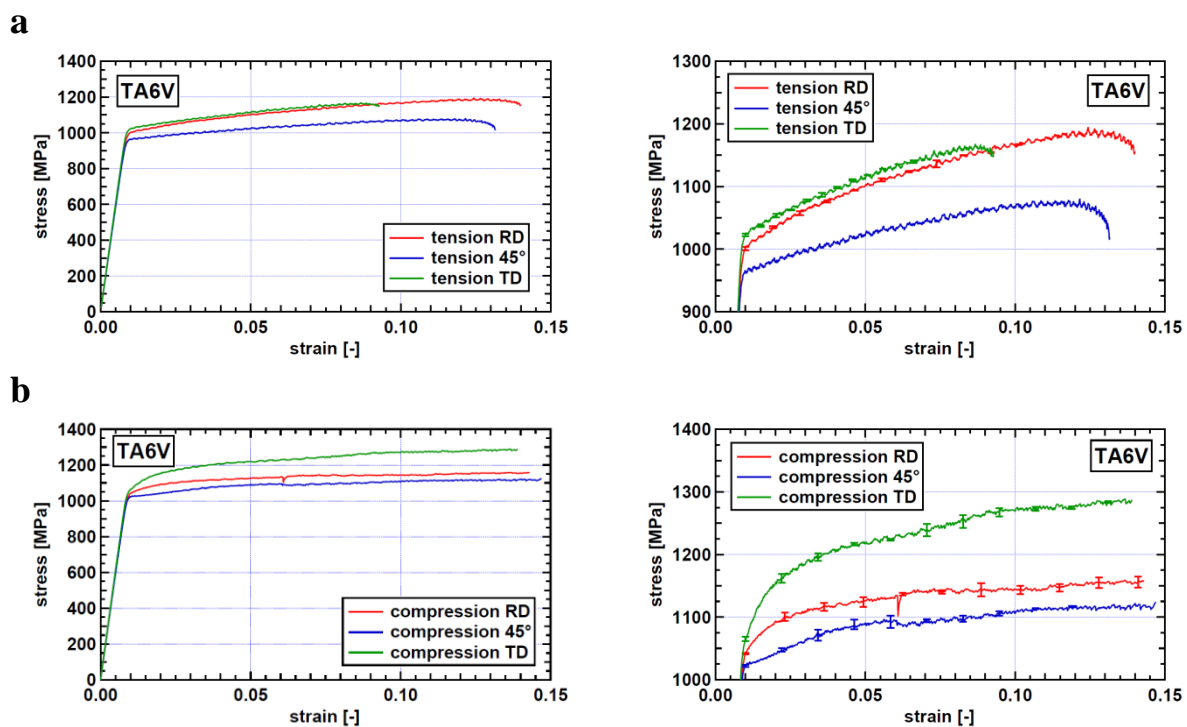 a
1400
1200
1000
800
600
400
200
0
stress [MPa]
TA6V
tension RD
tension 45°
tension TD
0.00 0.05 0.10 0.15
strain [-]
1300
1200
1100
1000
900
stress [MPa]
tension RD
tension 45°
tension TD
TA6V
0.00 0.05 0.10 0.15
strain [-]
b
1400
1200
1000
800
600
400
200
0
stress [MPa]
TA6V
compression RD
compression 45°
compression TD
0.00 0.05 0.10 0.15
strain [-]
1400
1300
1200
1100
1000
stress [MPa]
compression RD
compression 45°
compression TD
TA6V
0.00 0.05 0.10 0.15
strain [-]